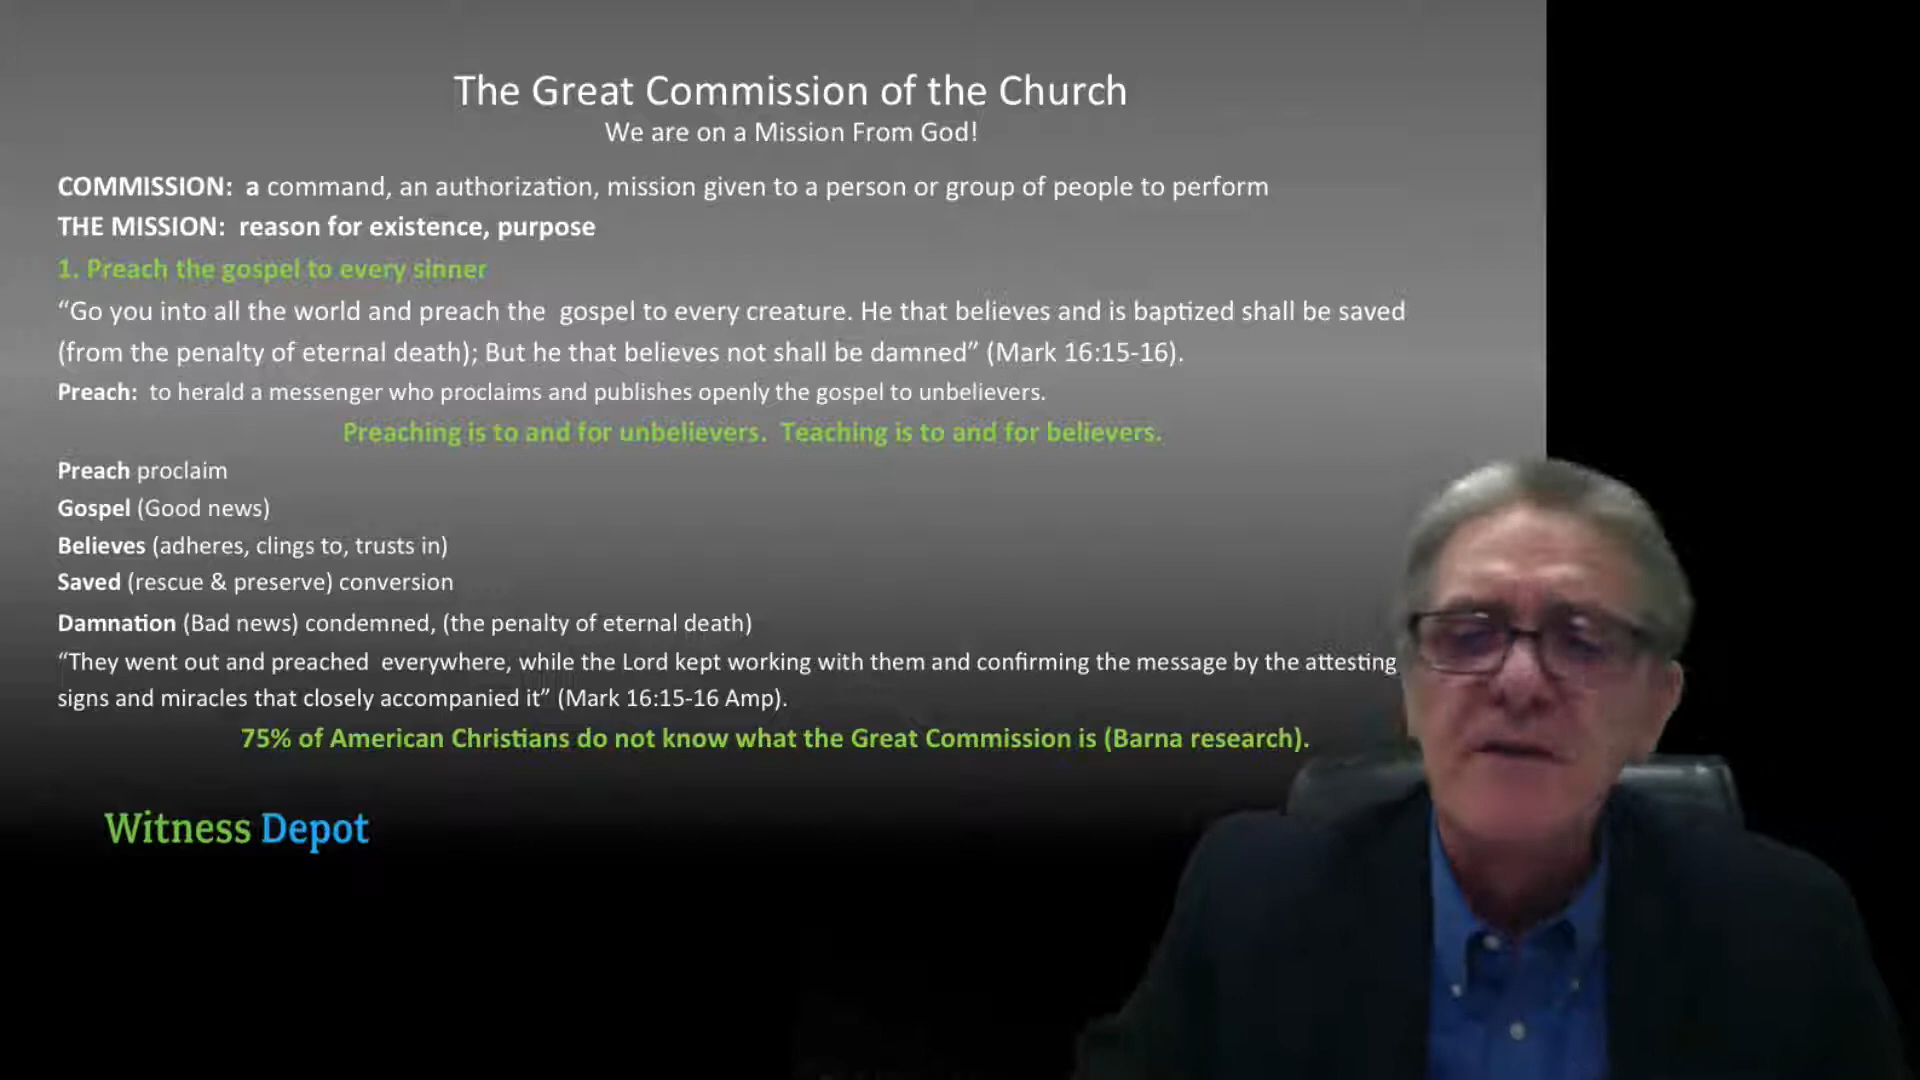 The Great Commission of the Church
We are on a Mission From God!
COMMISSION: a command, an authorization, mission given to a person or group of people to perform
THE MISSION: reason for existence, purpose
1. Preach the gospel to every sinner
“Go you into all the world and preach the gospel to every creature. He that believes and is baptized shall be saved
(from the penalty of eternal death); But he that believes not shall be damned” (Mark 16:15-16).
Preach: to herald a messenger who proclaims and publishes openly the gospel to unbelievers.
Preaching is to and for unbelievers. Teaching is to and for believers.
Preach proclaim
Gospel (Good news)
Believes (adheres, clings to, trusts in)
Saved (rescue & preserve) conversion
Damnation (Bad news) condemned, (the penalty of eternal death)
“They went out and preached everywhere, while the Lord kept working with them and confirming the message by the attesting
signs and miracles that closely accompanied it” (Mark 16:15-16 Amp).
75% of American Christians do not know what the Great Commission is (Barna research).
Witness Depot